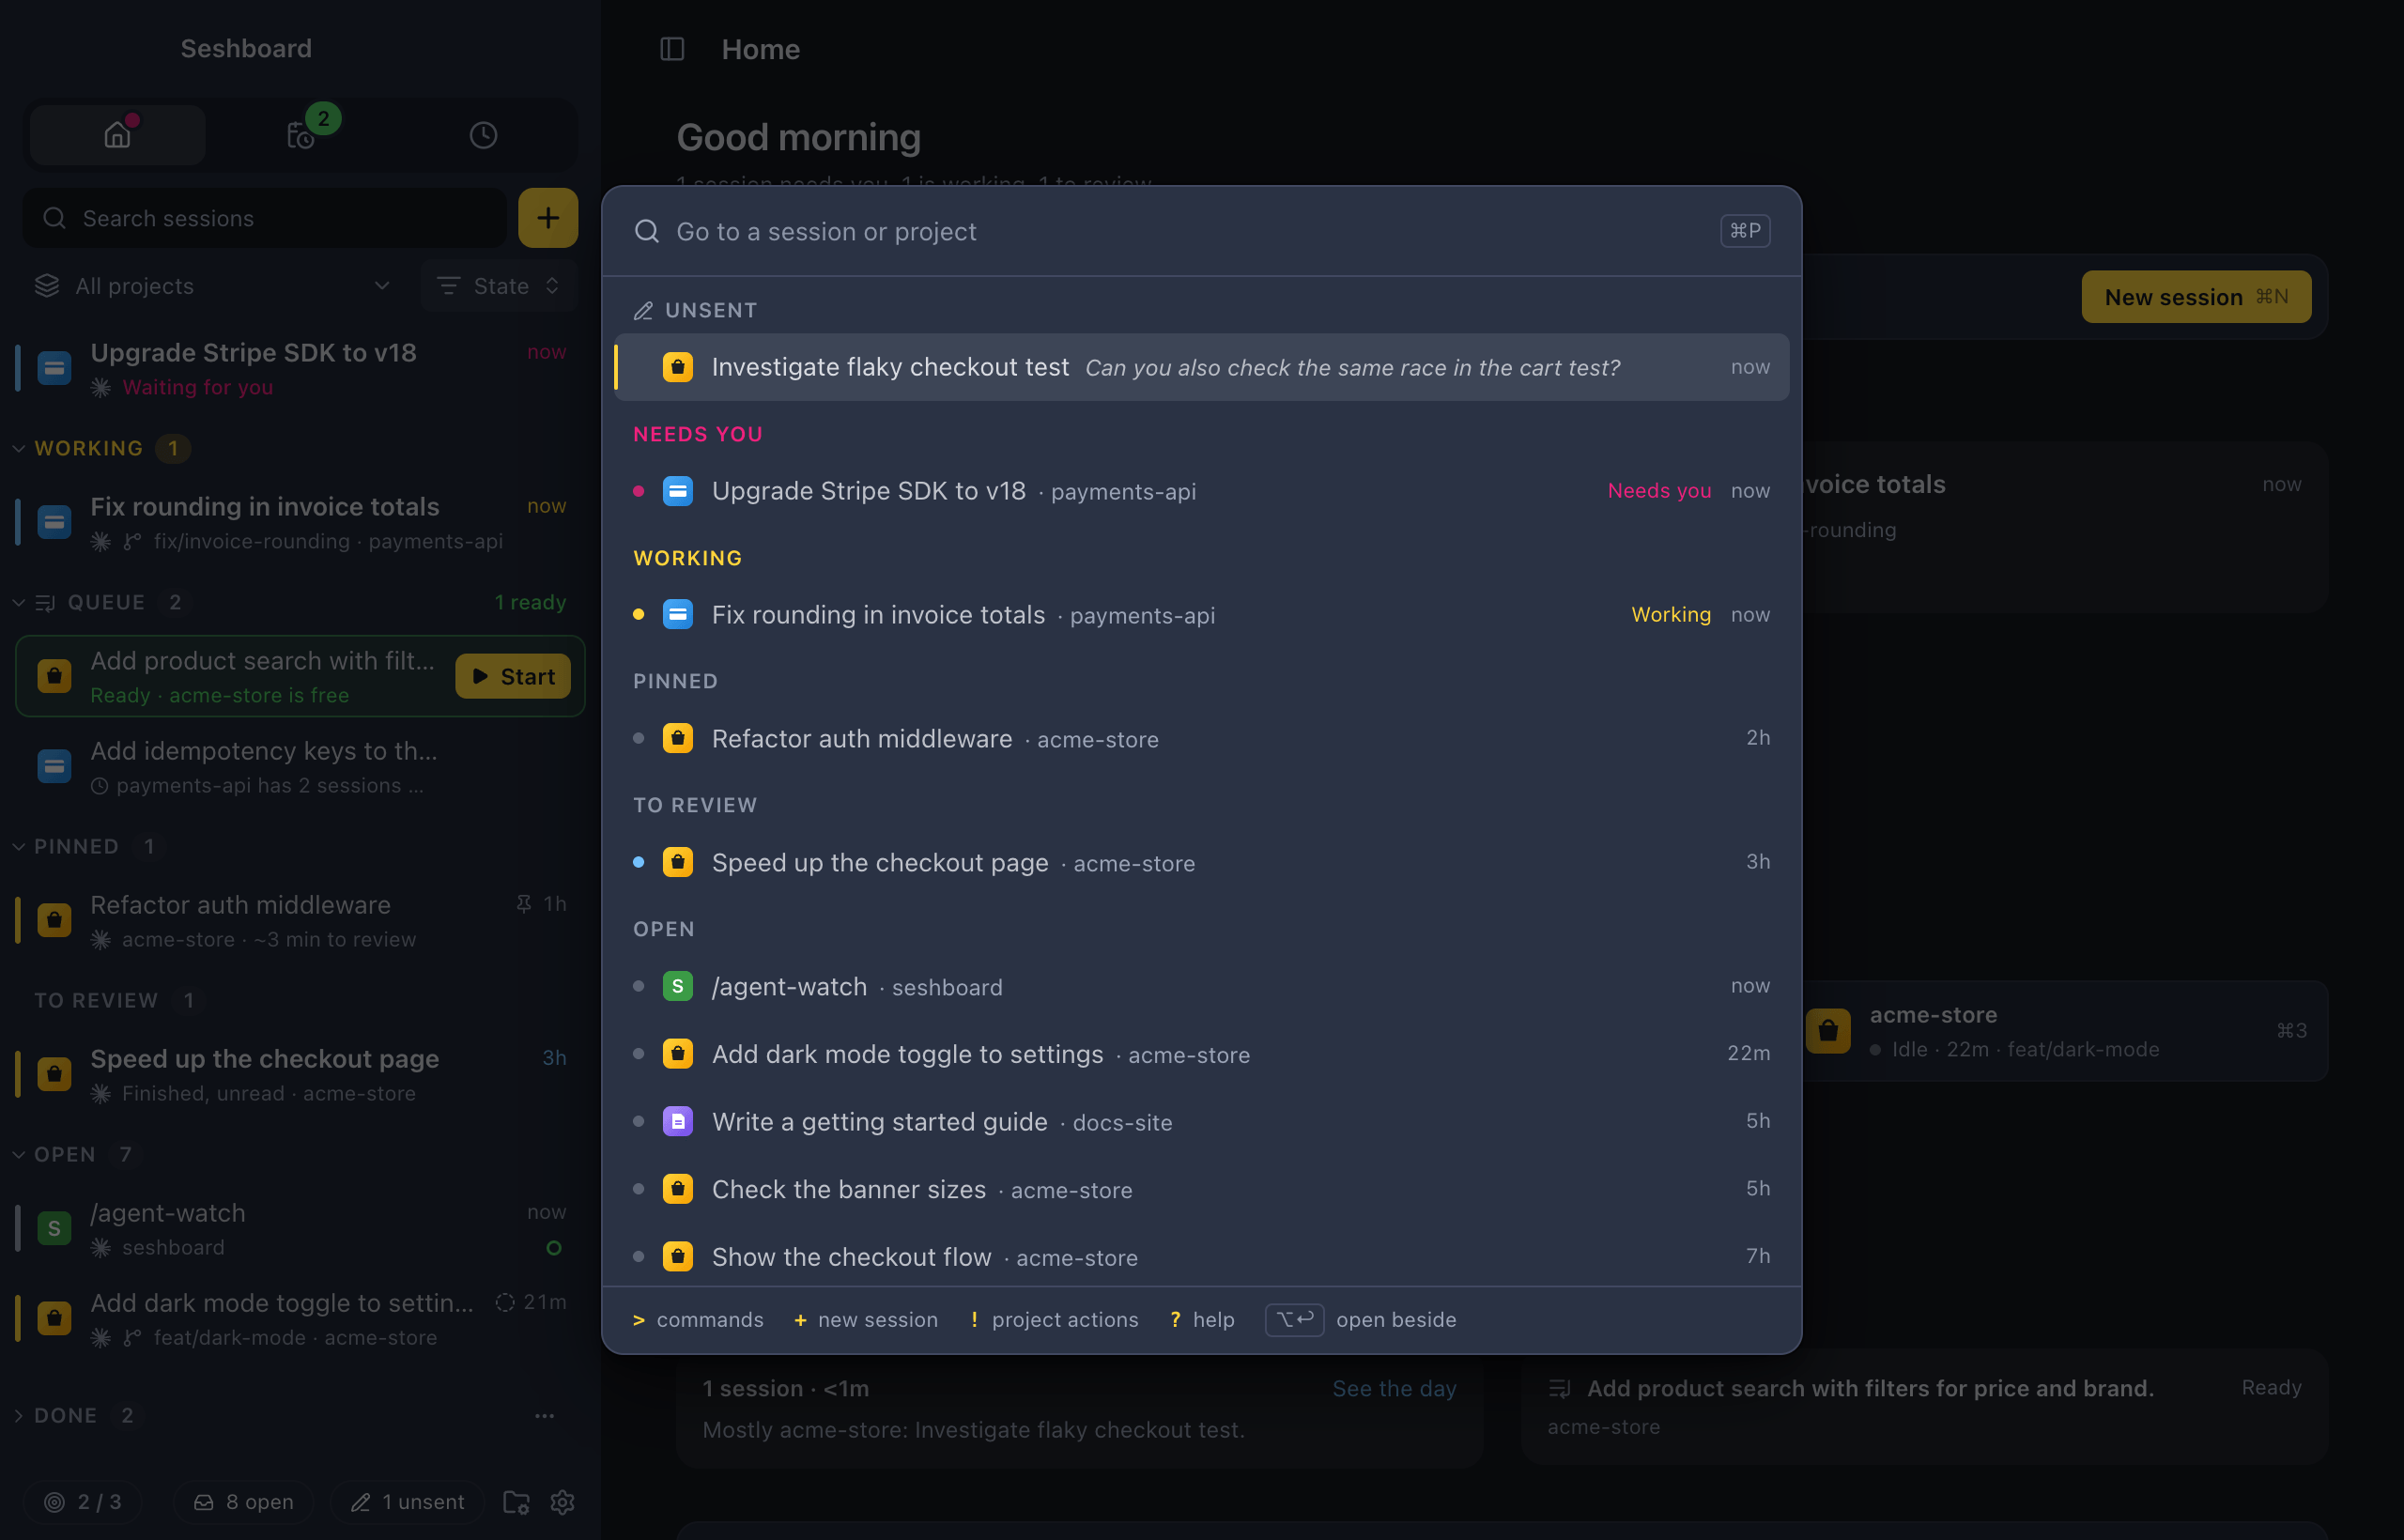 Seshboard
2
Search sessions
All projects
State
Upgrade Stripe SDK to v18 now
Waiting for you
WORKING 1
Fix rounding in invoice totals now
fix/invoice-rounding · payments-api
QUEUE 2 1 ready
Add product search with filt... Start
Ready · acme-store is free
Add idempotency keys to th...
payments-api has 2 sessions ...
PINNED 1
Refactor auth middleware 1h
acme-store · ~3 min to review
TO REVIEW 1
Speed up the checkout page 3h
Finished, unread · acme-store
OPEN 7
S /agent-watch now
seshboard
Add dark mode toggle to settin... 21m
feat/dark-mode · acme-store
DONE 2
2 / 3 8 open 1 unsent
Home
Good morning
1 session needs you, 1 is working, 1 to review
New session ⌘N
Go to a session or project ⌘P
UNSENT
Investigate flaky checkout test Can you also check the same race in the cart test? now
NEEDS YOU
Upgrade Stripe SDK to v18 · payments-api Needs you now
WORKING
Fix rounding in invoice totals · payments-api Working now
PINNED
Refactor auth middleware · acme-store 2h
TO REVIEW
Speed up the checkout page · acme-store 3h
OPEN
S /agent-watch · seshboard now
Add dark mode toggle to settings · acme-store 22m
Write a getting started guide · docs-site 5h
Check the banner sizes · acme-store 5h
Show the checkout flow · acme-store 7h
> commands + new session ! project actions ? help ⌥↩ open beside
voice totals now
-rounding
acme-store ⌘3
Idle · 22m · feat/dark-mode
1 session · <1m See the day
Mostly acme-store: Investigate flaky checkout test.
Add product search with filters for price and brand. Ready
acme-store